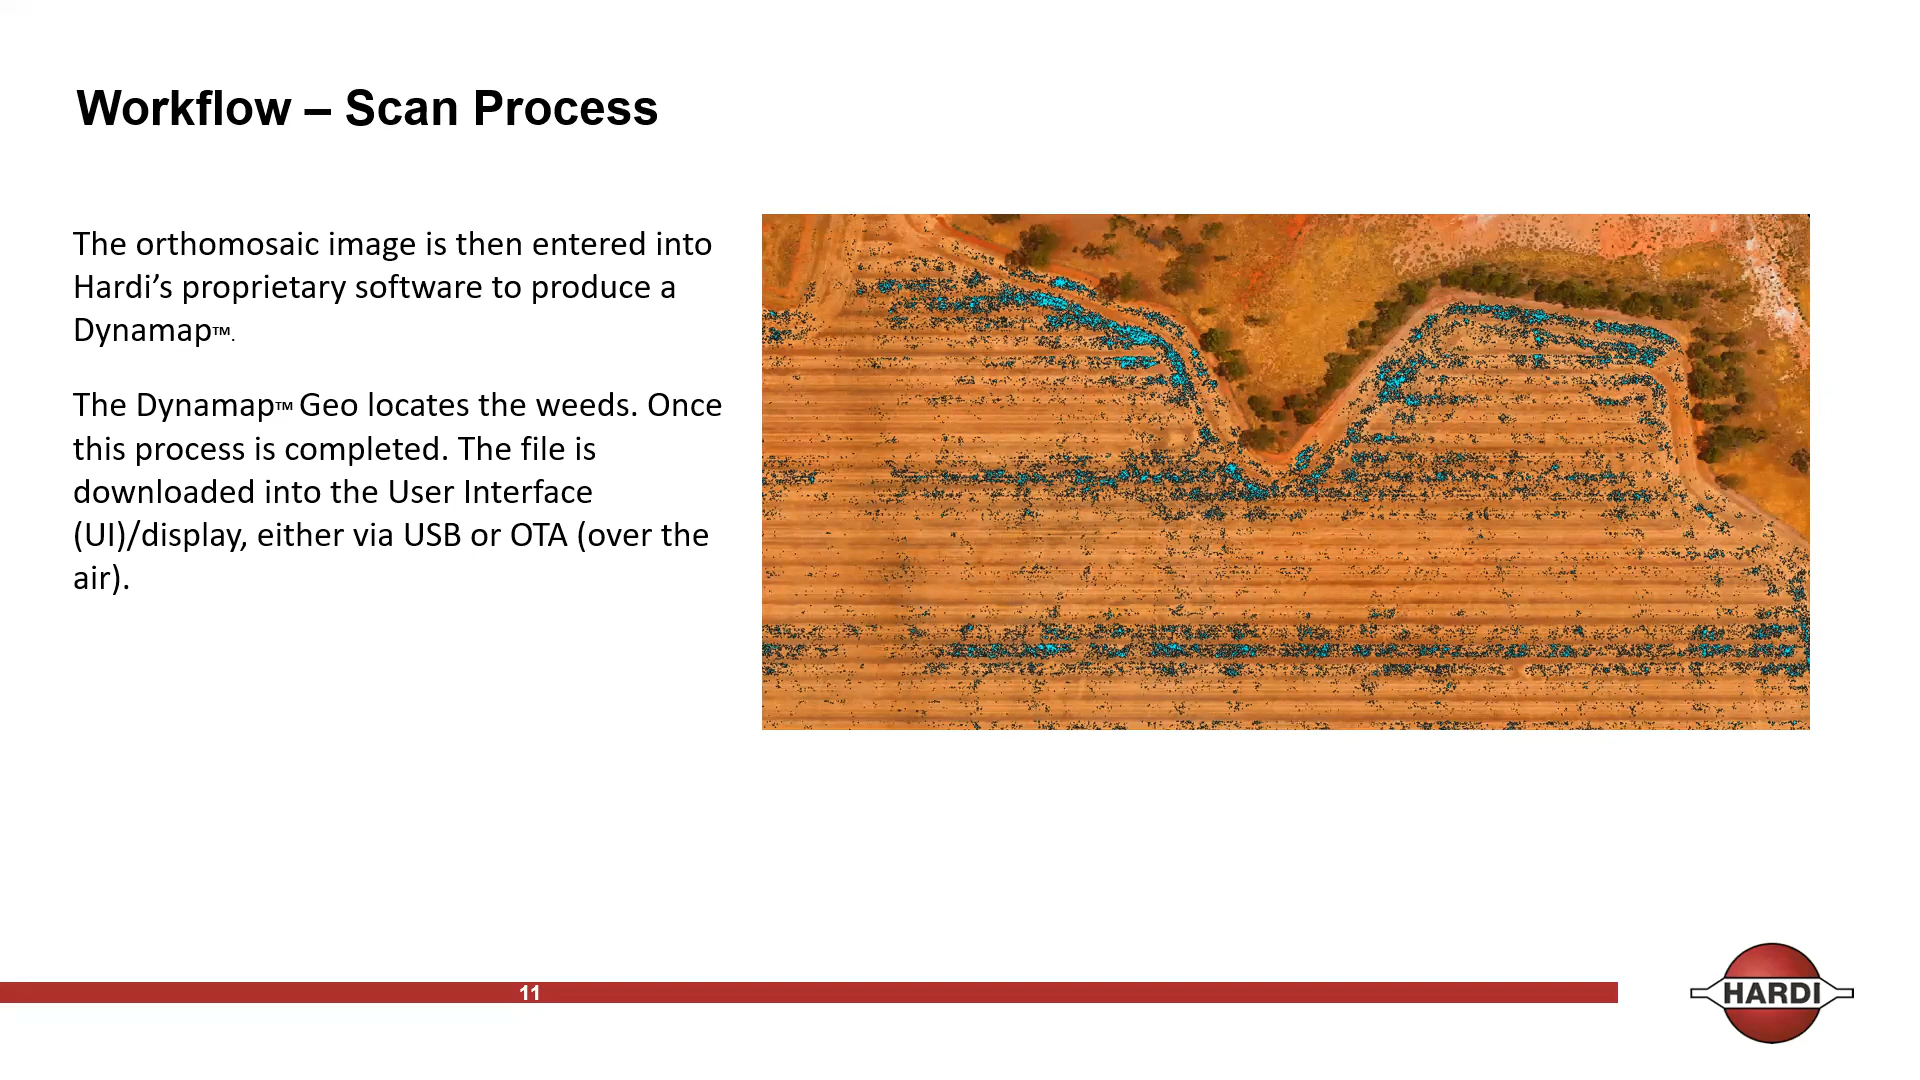 Workflow – Scan Process
The orthomosaic image is then entered into
Hardi’s proprietary software to produce a
Dynamap™.
The Dynamap™ Geo locates the weeds. Once
this process is completed. The file is
downloaded into the User Interface
(UI)/display, either via USB or OTA (over the
air).
11
HARDI